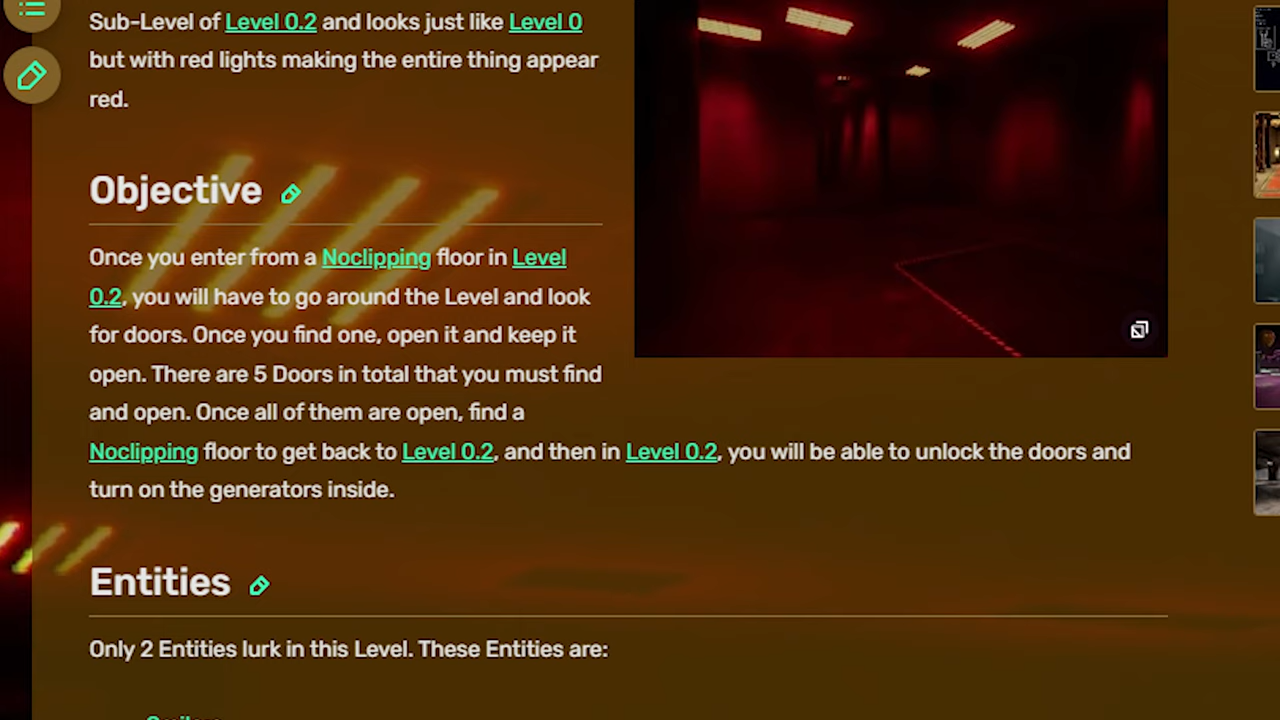 Sub-Level of Level 0.2 and looks just like Level 0
but with red lights making the entire thing appear
red.
Objective
Once you enter from a Noclipping floor in Level
0.2, you will have to go around the Level and look
for doors. Once you find one, open it and keep it
open. There are 5 Doors in total that you must find
and open. Once all of them are open, find a
Noclipping floor to get back to Level 0.2, and then in Level 0.2, you will be able to unlock the doors and
turn on the generators inside.
Entities
Only 2 Entities lurk in this Level. These Entities are: